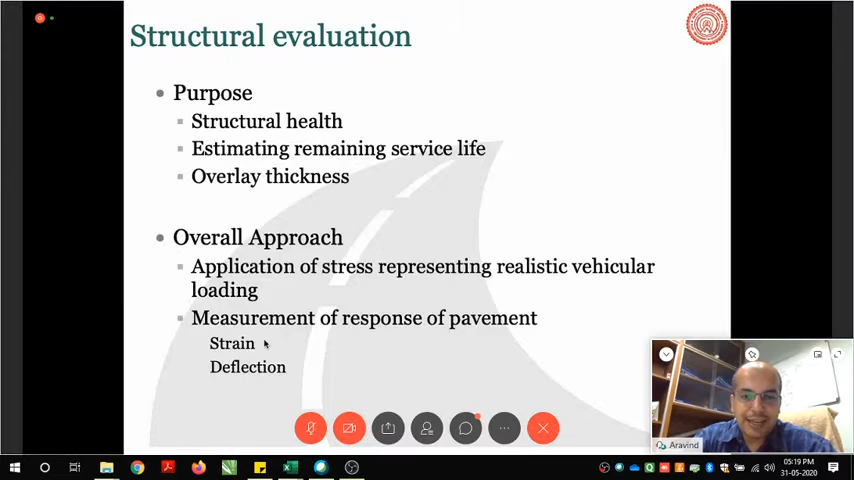 Structural evaluation
Purpose
Structural health
Estimating remaining service life
Overlay thickness
Overall Approach
Application of stress representing realistic vehicular
loading
Measurement of response of pavement
Strain
Deflection
Aravind
05:19 PM
31-05-2020